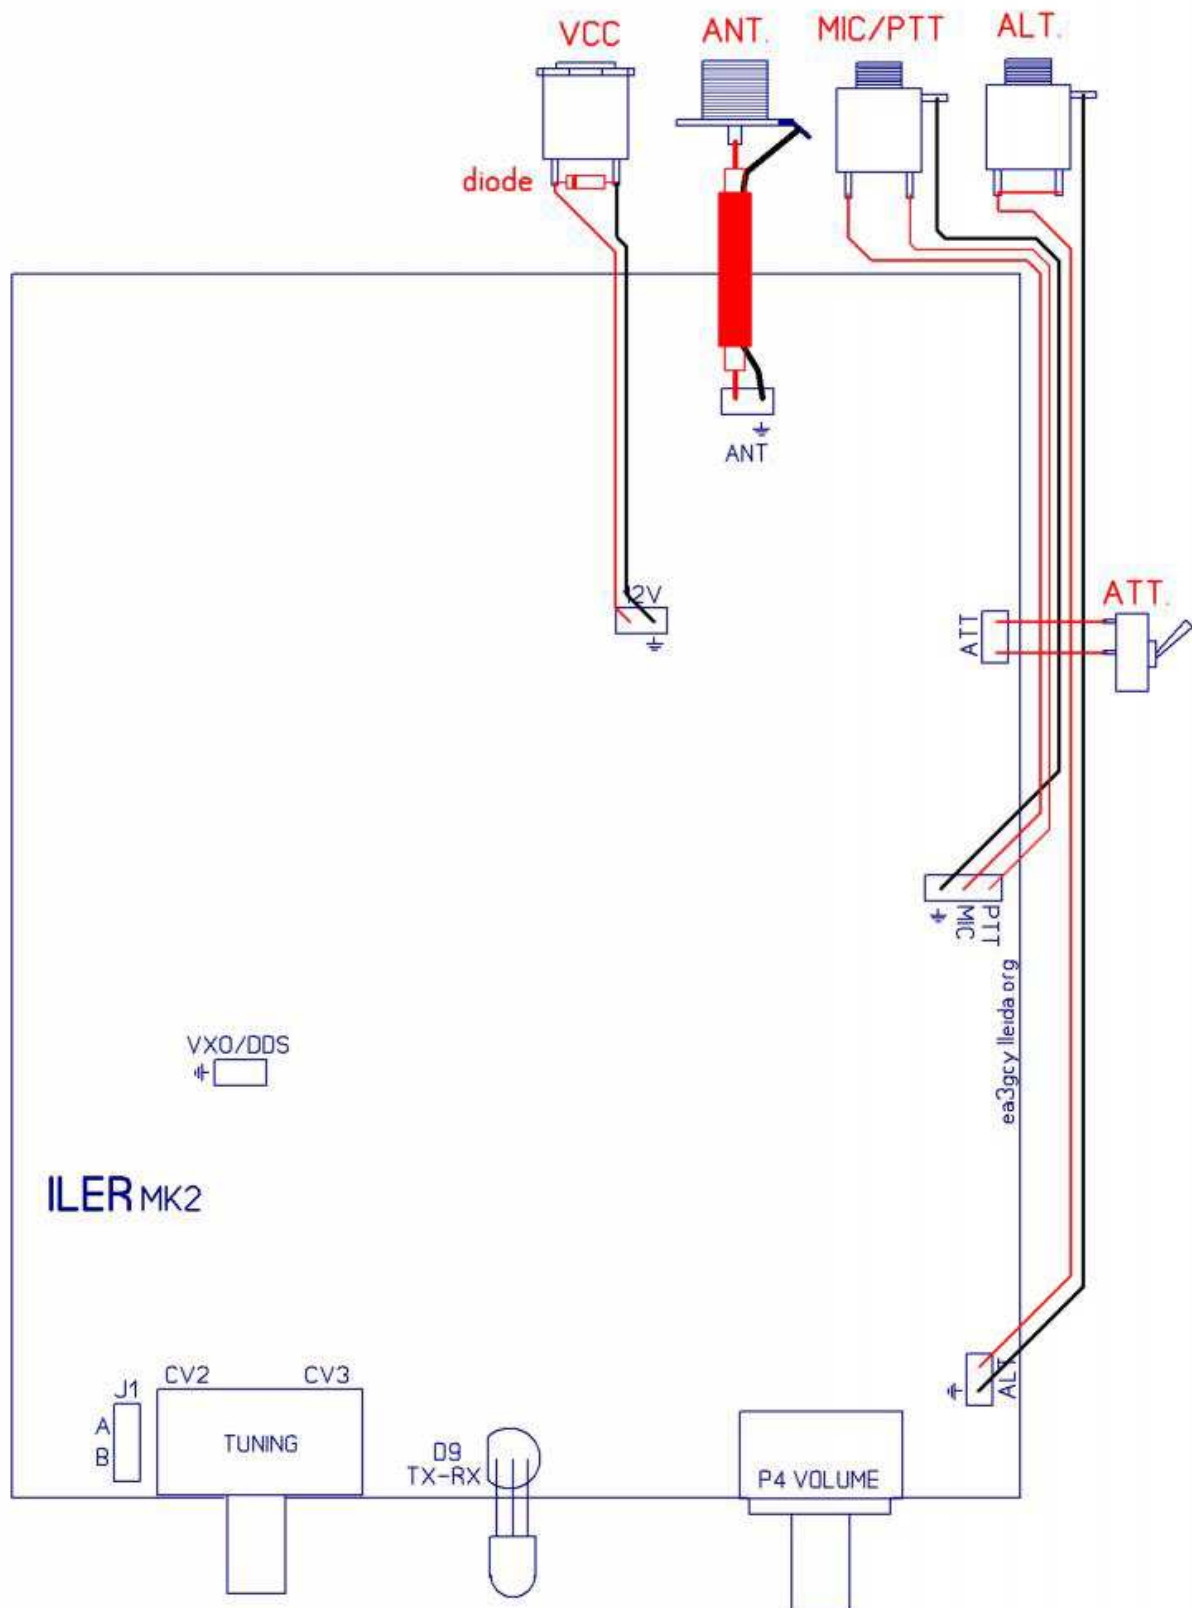 VCC
ANT.
MIC/PTT
ALT.
diode
ANT
12V
ATT
ATT.
MIC
PTT
ea3gcy lleida.org
VXO/DDS
ILER MK2
ALT
J1
A
B
CV2
CV3
TUNING
D9
TX-RX
P4 VOLUME